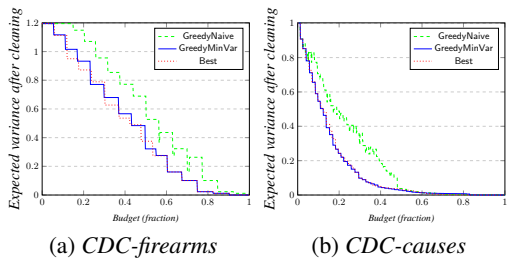 Expected variance after cleaning
1.2
1
0.8
0.6
0.4
0.2
0
0
0.2
0.4
0.6
0.8
1
GreedyNaive
GreedyMinVar
Best
Budget (fraction)
(a) CDC-firearms
Expected variance after cleaning
1
0.8
0.6
0.4
0.2
0
0
0.2
0.4
0.6
0.8
1
GreedyNaive
GreedyMinVar
Best
Budget (fraction)
(b) CDC-causes